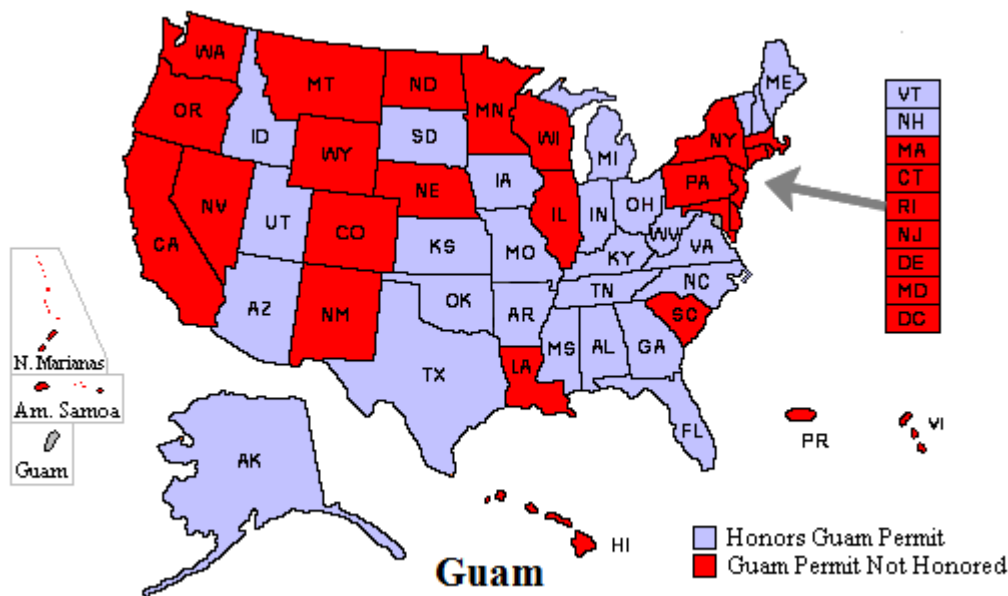 WA
MT
ND
MN
ME
VT
OR
NH
ID
SD
WI
NY
MA
WY
MI
CT
PA
IA
RI
NE
NV
OH
IL
IN
NJ
UT
CO
WV
CA
VA
DE
KS
MO
KY
MD
NC
TN
DC
OK
AZ
NM
AR
SC
MS
AL
GA
N. Marianas
LA
TX
Am. Samoa
FL
VI
PR
AK
Guam
HI
Honors Guam Permit
Guam Permit Not Honored
Guam